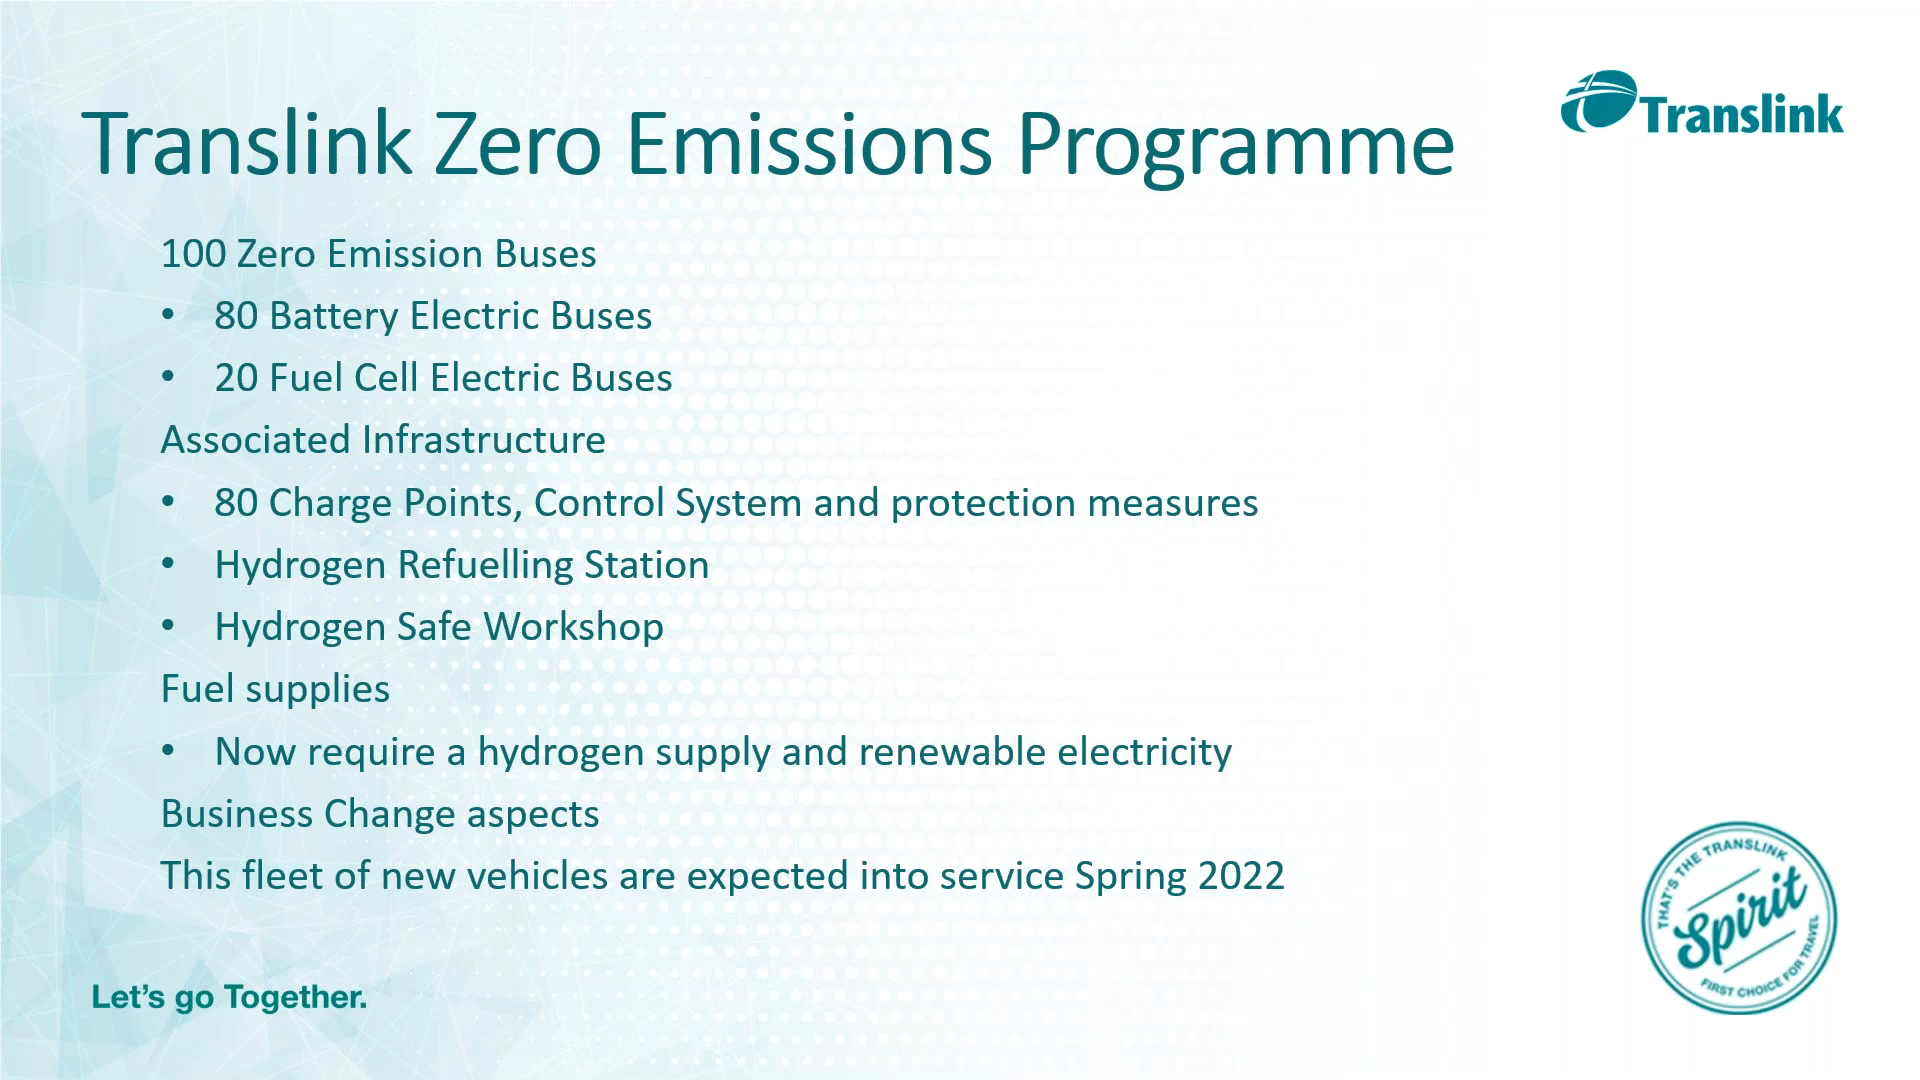 Translink Zero Emissions Programme
Translink
100 Zero Emission Buses
• 80 Battery Electric Buses
• 20 Fuel Cell Electric Buses
Associated Infrastructure
• 80 Charge Points, Control System and protection measures
• Hydrogen Refuelling Station
• Hydrogen Safe Workshop
Fuel supplies
• Now require a hydrogen supply and renewable electricity
Business Change aspects
This fleet of new vehicles are expected into service Spring 2022
THAT'S THE TRANSLINK
Spirit
FIRST CHOICE FOR TRAVEL
Let's go Together.